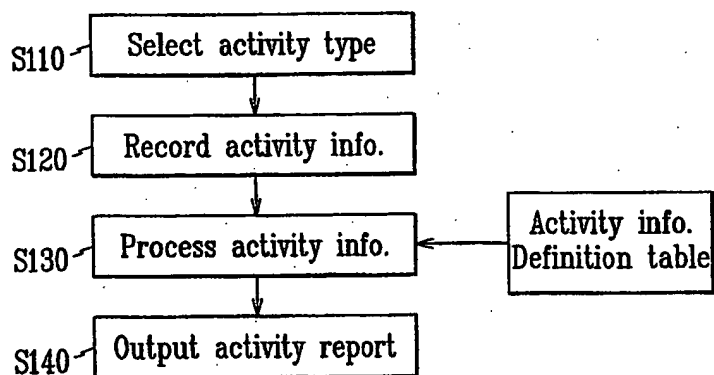 S110
Select activity type
S120
Record activity info.
S130
Process activity info.
Activity info.
Definition table
S140
Output activity report